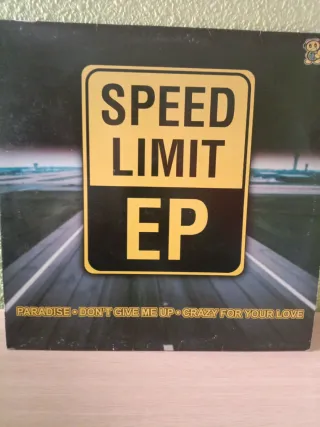 SPEED
LIMIT
EP
PARADISE • DON'T GIVE ME UP • CRAZY FOR YOUR LOVE